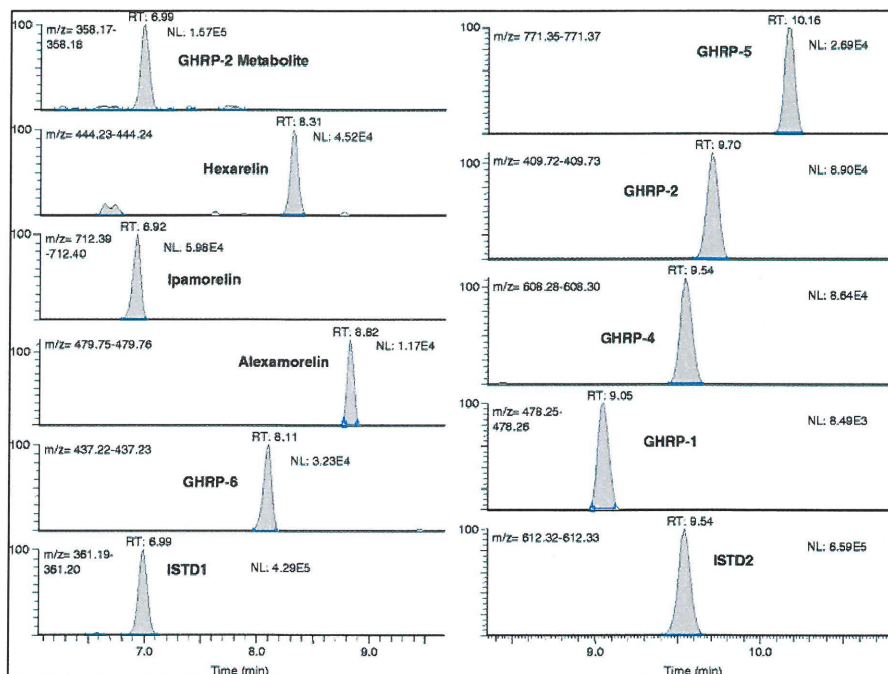 RT: 6.99
100
m/z= 358.17-
358.18
NL: 1.57E5
GHRP-2 Metabolite
RT: 8.31
100
m/z= 444.23-444.24
NL: 4.52E4
Hexarelin
RT: 6.92
100
m/z= 712.39
-712.40
NL: 5.98E4
Ipamorelin
RT: 8.82
100
m/z= 479.75-479.76
NL: 1.17E4
Alexamorelin
RT: 8.11
100
m/z= 437.22-437.23
NL: 3.23E4
GHRP-6
RT: 6.99
100
m/z= 361.19-
361.20
NL: 4.29E5
ISTD1
7.0 8.0 9.0
Time (min)
RT: 10.16
100
m/z= 771.35-771.37
NL: 2.69E4
GHRP-5
RT: 9.70
100
m/z= 409.72-409.73
NL: 8.90E4
GHRP-2
RT: 9.54
100
m/z= 608.28-608.30
NL: 8.64E4
GHRP-4
RT: 9.05
100
m/z= 478.25-
478.26
NL: 8.49E3
GHRP-1
RT: 9.54
100
m/z= 612.32-612.33
NL: 6.59E5
ISTD2
9.0 10.0
Time (min)